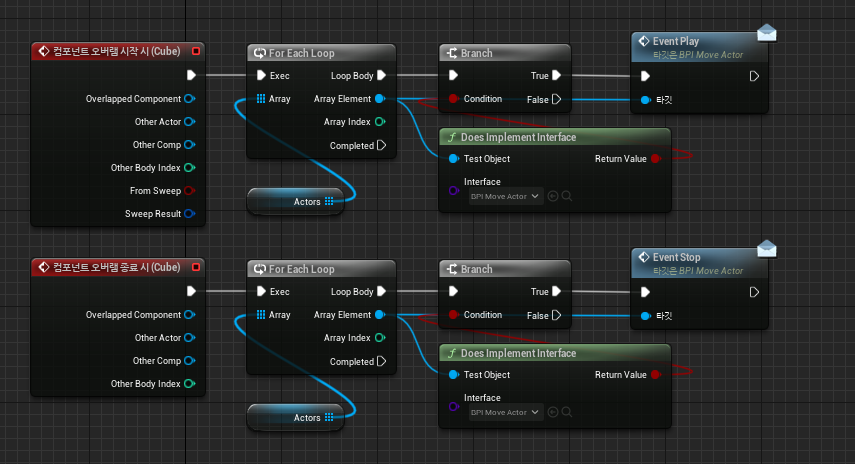 컴포넌트 오버랩 시작 시 (Cube)
Overlapped Component
Other Actor
Other Comp
Other Body Index
From Sweep
Sweep Result
For Each Loop
Exec
Loop Body
Array
Array Element
Array Index
Completed
Actors
Branch
True
Condition
False
Does Implement Interface
Test Object
Return Value
Interface
BPI Move Actor
Event Play
타깃은 BPI Move Actor
타깃
컴포넌트 오버랩 종료 시 (Cube)
Overlapped Component
Other Actor
Other Comp
Other Body Index
For Each Loop
Exec
Loop Body
Array
Array Element
Array Index
Completed
Actors
Branch
True
Condition
False
Does Implement Interface
Test Object
Return Value
Interface
BPI Move Actor
Event Stop
타깃은 BPI Move Actor
타깃